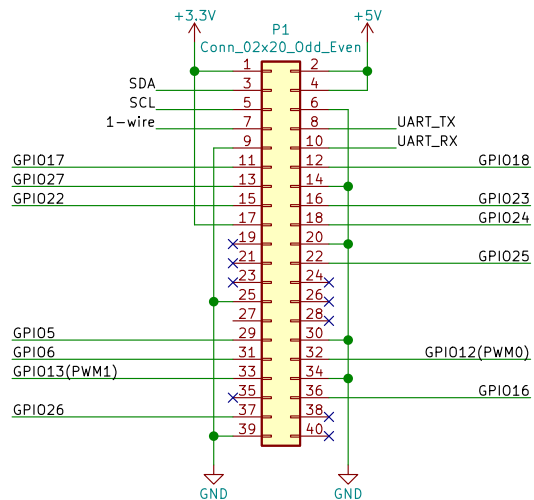 +3.3V +5V
P1
Conn_02x20_Odd_Even
1 2
SDA 3 4
SCL 5 6
1-wire 7 8 UART_TX
9 10 UART_RX
GPIO17 11 12 GPIO18
GPIO27 13 14
GPIO22 15 16 GPIO23
17 18 GPIO24
19 20
21 22 GPIO25
23 24
25 26
27 28
GPIO5 29 30
GPIO6 31 32 GPIO12(PWM0)
GPIO13(PWM1) 33 34
35 36 GPIO16
GPIO26 37 38
39 40
GND GND